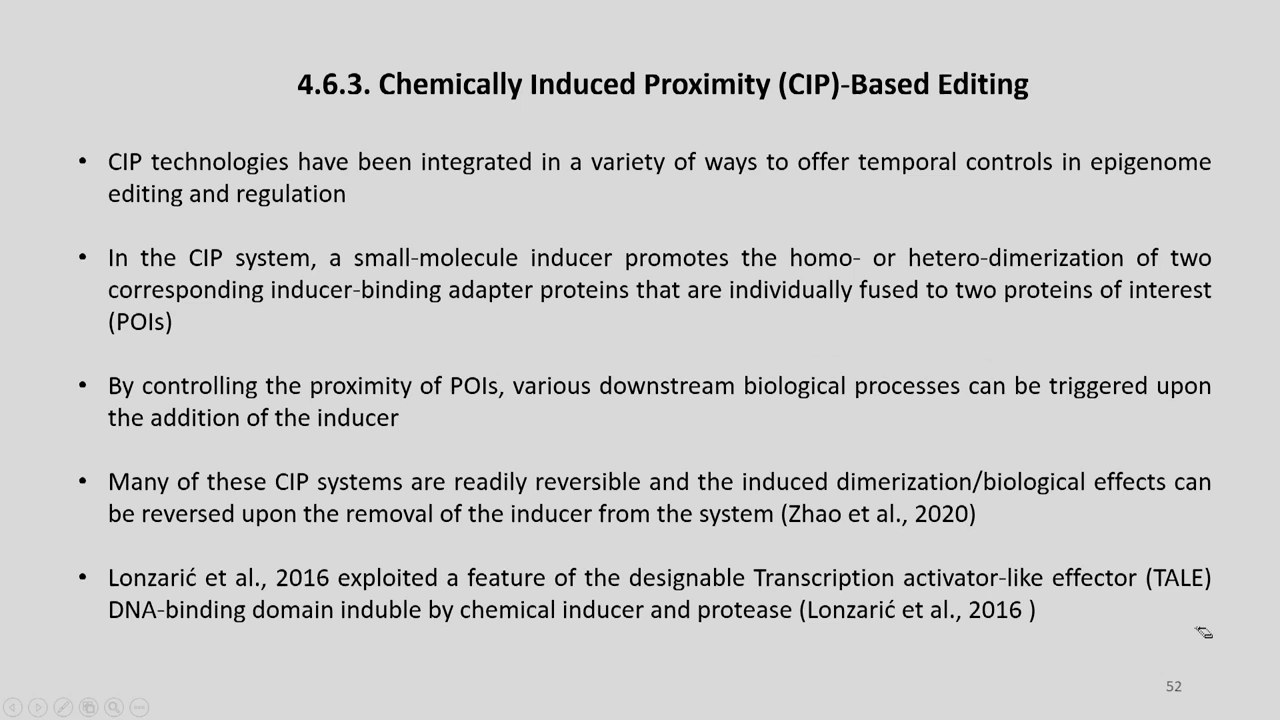 4.6.3. Chemically Induced Proximity (CIP)-Based Editing
• CIP technologies have been integrated in a variety of ways to offer temporal controls in epigenome
editing and regulation
• In the CIP system, a small-molecule inducer promotes the homo- or hetero-dimerization of two
corresponding inducer-binding adapter proteins that are individually fused to two proteins of interest
(POIs)
• By controlling the proximity of POIs, various downstream biological processes can be triggered upon
the addition of the inducer
• Many of these CIP systems are readily reversible and the induced dimerization/biological effects can
be reversed upon the removal of the inducer from the system (Zhao et al., 2020)
• Lonzarić et al., 2016 exploited a feature of the designable Transcription activator-like effector (TALE)
DNA-binding domain induble by chemical inducer and protease (Lonzarić et al., 2016 )
52